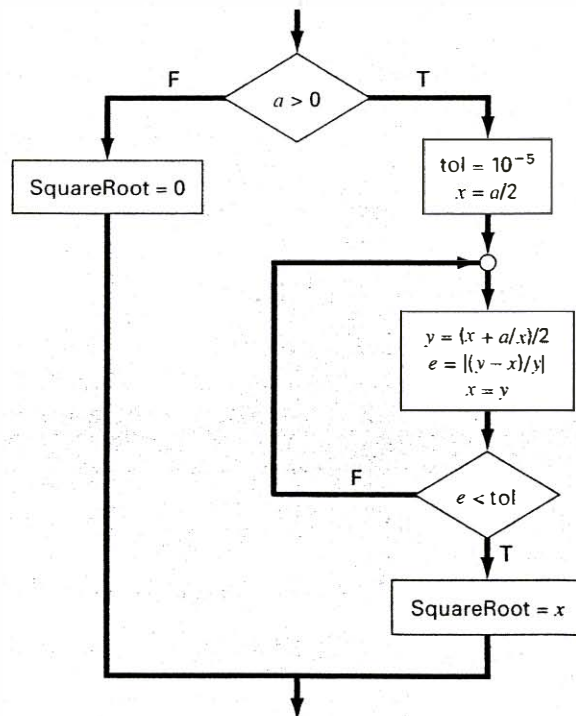 F
T
a > 0
SquareRoot = 0
tol = 10⁻⁵
x = a/2
y = (x + a/x)/2
e = |(y − x)/y|
x = y
F
e < tol
T
SquareRoot = x